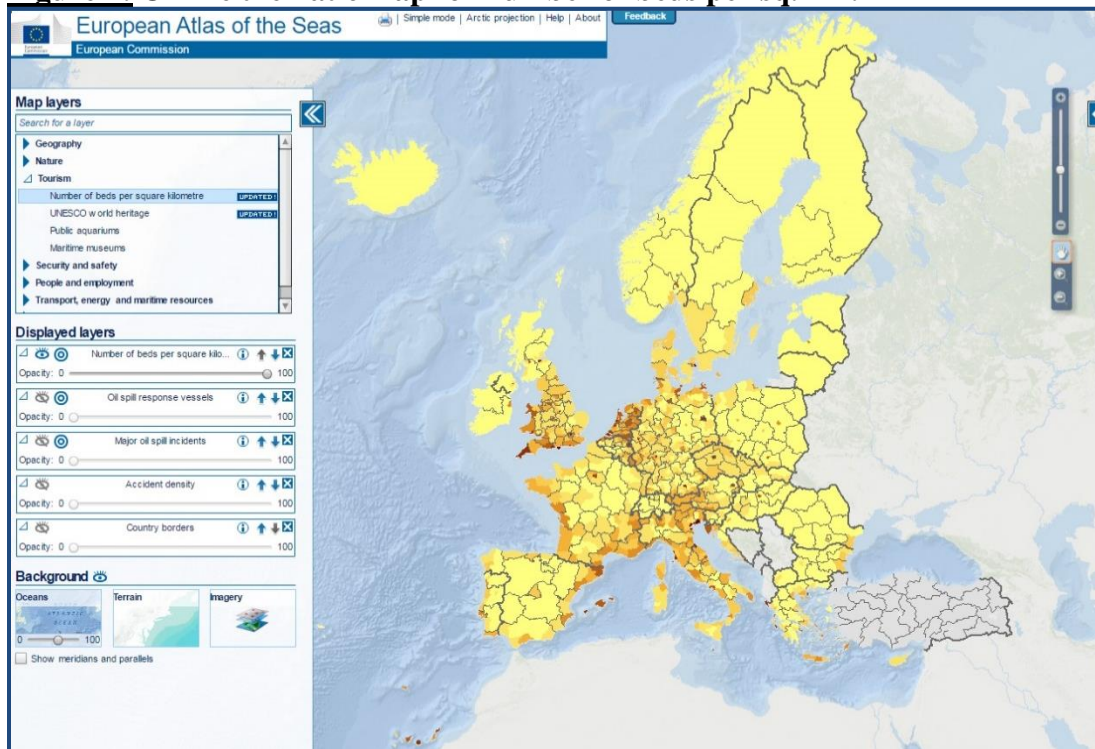 European Atlas of the Seas
Simple mode | Arctic projection | Help | About
Feedback
European Commission
Map layers
Search for a layer
Geography
Nature
Tourism
Number of beds per square kilometre UPDATED!
UNESCO world heritage UPDATED!
Public aquariums
Maritime museums
Security and safety
People and employment
Transport, energy and maritime resources
Displayed layers
Number of beds per square kilo...
Opacity: 0 100
Oil spill response vessels
Opacity: 0 100
Major oil spill incidents
Opacity: 0 100
Accident density
Opacity: 0 100
Country borders
Opacity: 0 100
Background
Oceans Terrain Imagery
0 100
Show meridians and parallels